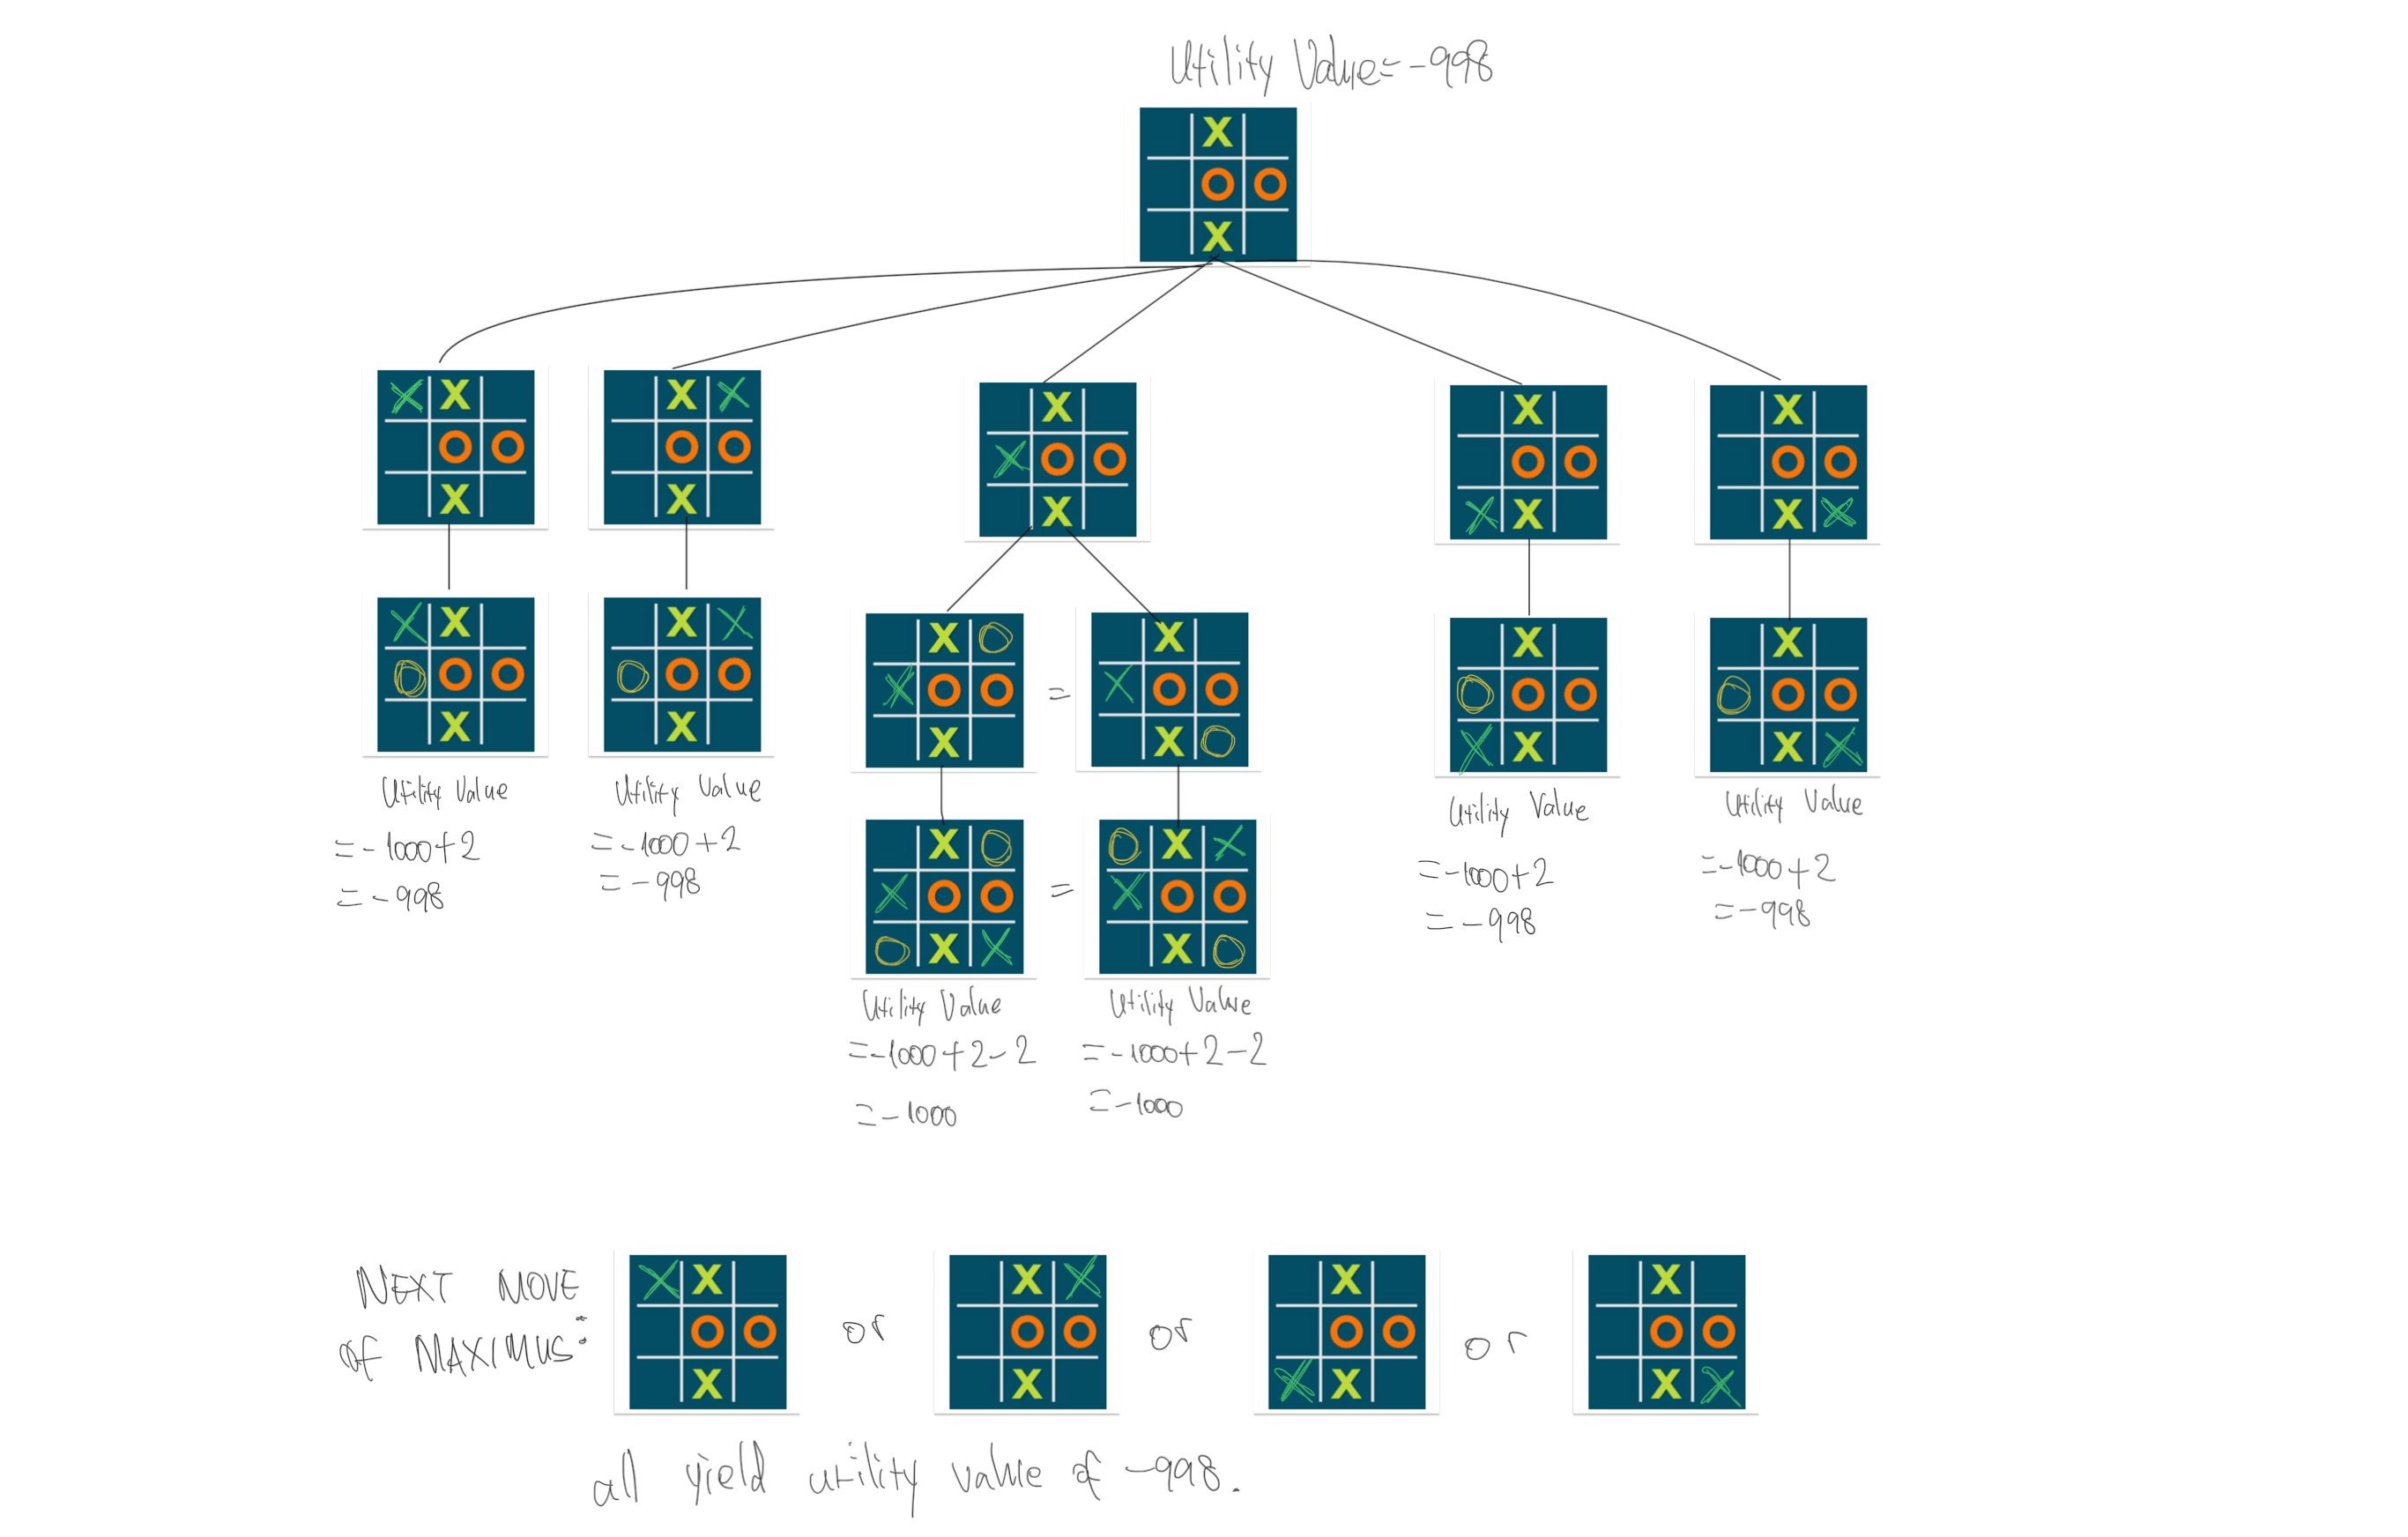 Utility Value = -998
Utility Value
= -1000+2
= -998
Utility Value
= -1000+2
= -998
Utility Value
= -1000+2-2
= -1000
Utility Value
= -1000+2-2
= -1000
Utility Value
= -1000+2
= -998
Utility Value
= -1000+2
= -998
=
=
NEXT MOVE
of MAXIMUS:
or
or
or
all yield utility value of -998.